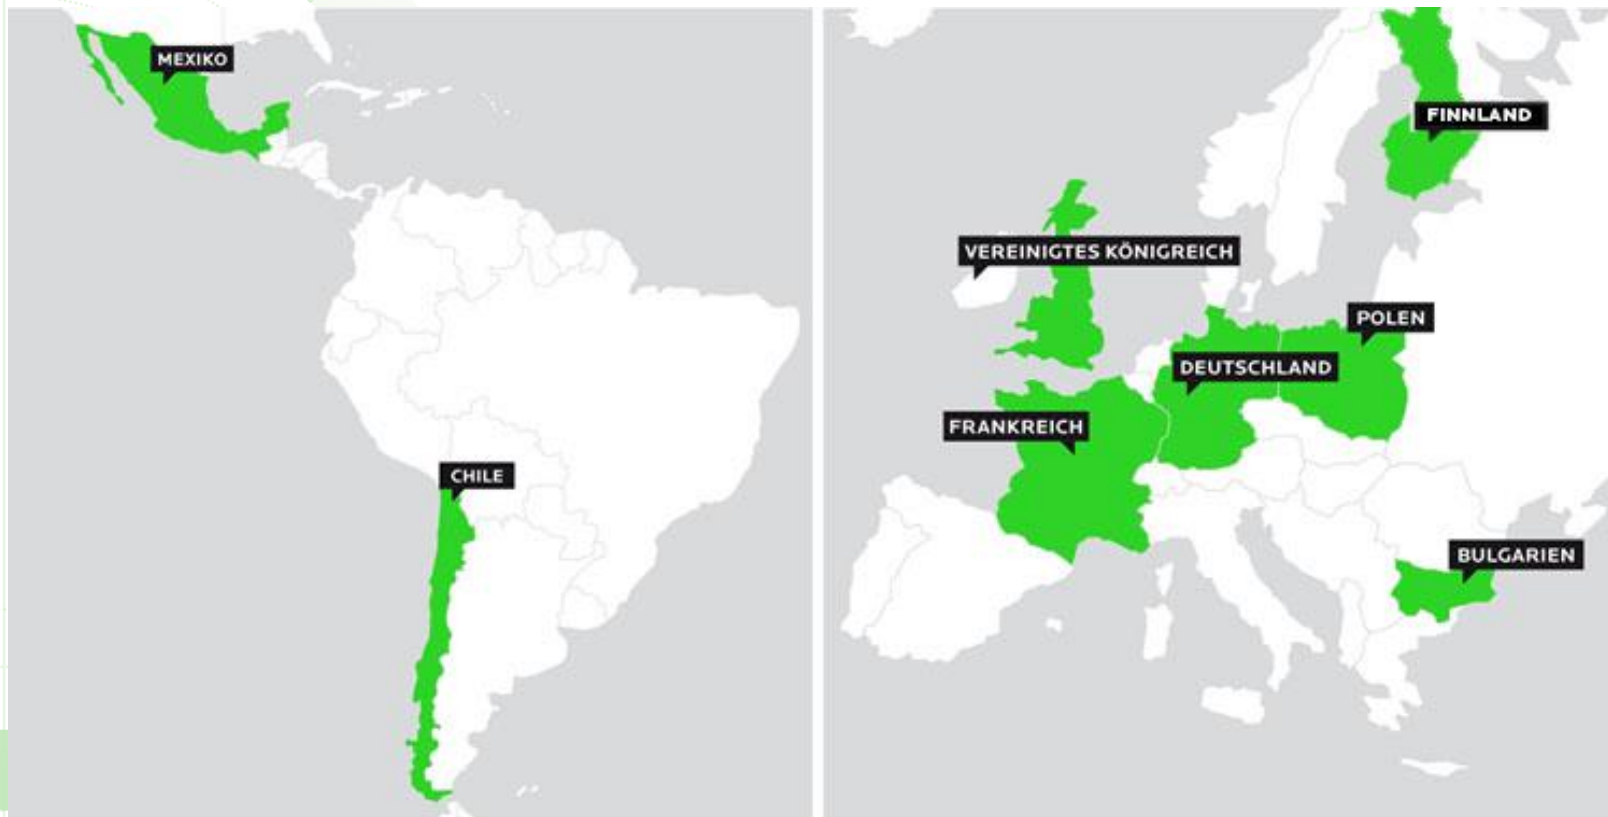 MEXIKO
CHILE
FINNLAND
VEREINIGTES KÖNIGREICH
POLEN
DEUTSCHLAND
FRANKREICH
BULGARIEN